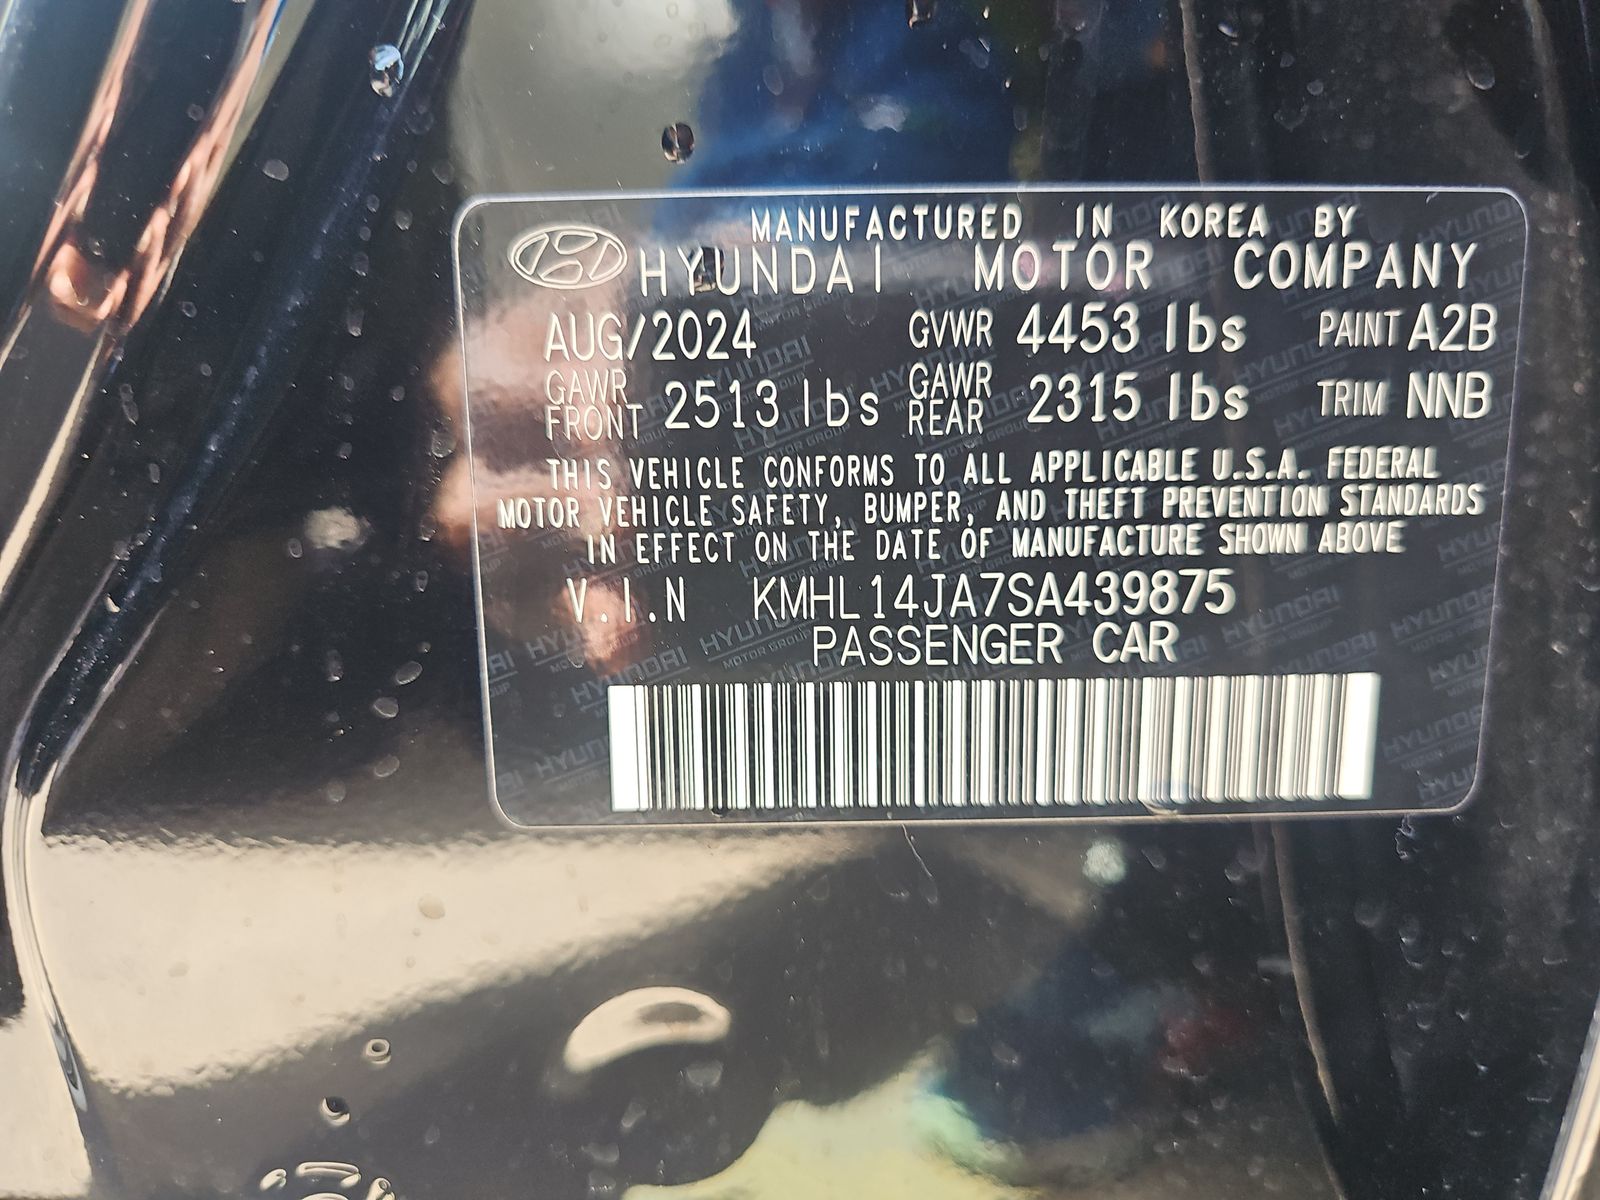 MANUFACTURED IN KOREA BY
HYUNDAI MOTOR COMPANY
AUG/2024 GVWR 4453 lbs PAINT A2B
GAWR FRONT 2513 lbs GAWR REAR 2315 lbs TRIM NNB
THIS VEHICLE CONFORMS TO ALL APPLICABLE U.S.A. FEDERAL
MOTOR VEHICLE SAFETY, BUMPER, AND THEFT PREVENTION STANDARDS
IN EFFECT ON THE DATE OF MANUFACTURE SHOWN ABOVE
V.I.N KMHL14JA7SA439875
PASSENGER CAR